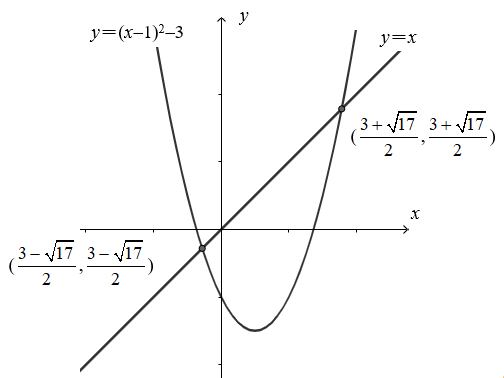 y
y=(x–1)²–3
y=x
(3+√17/2, 3+√17/2)
x
(3−√17/2, 3−√17/2)